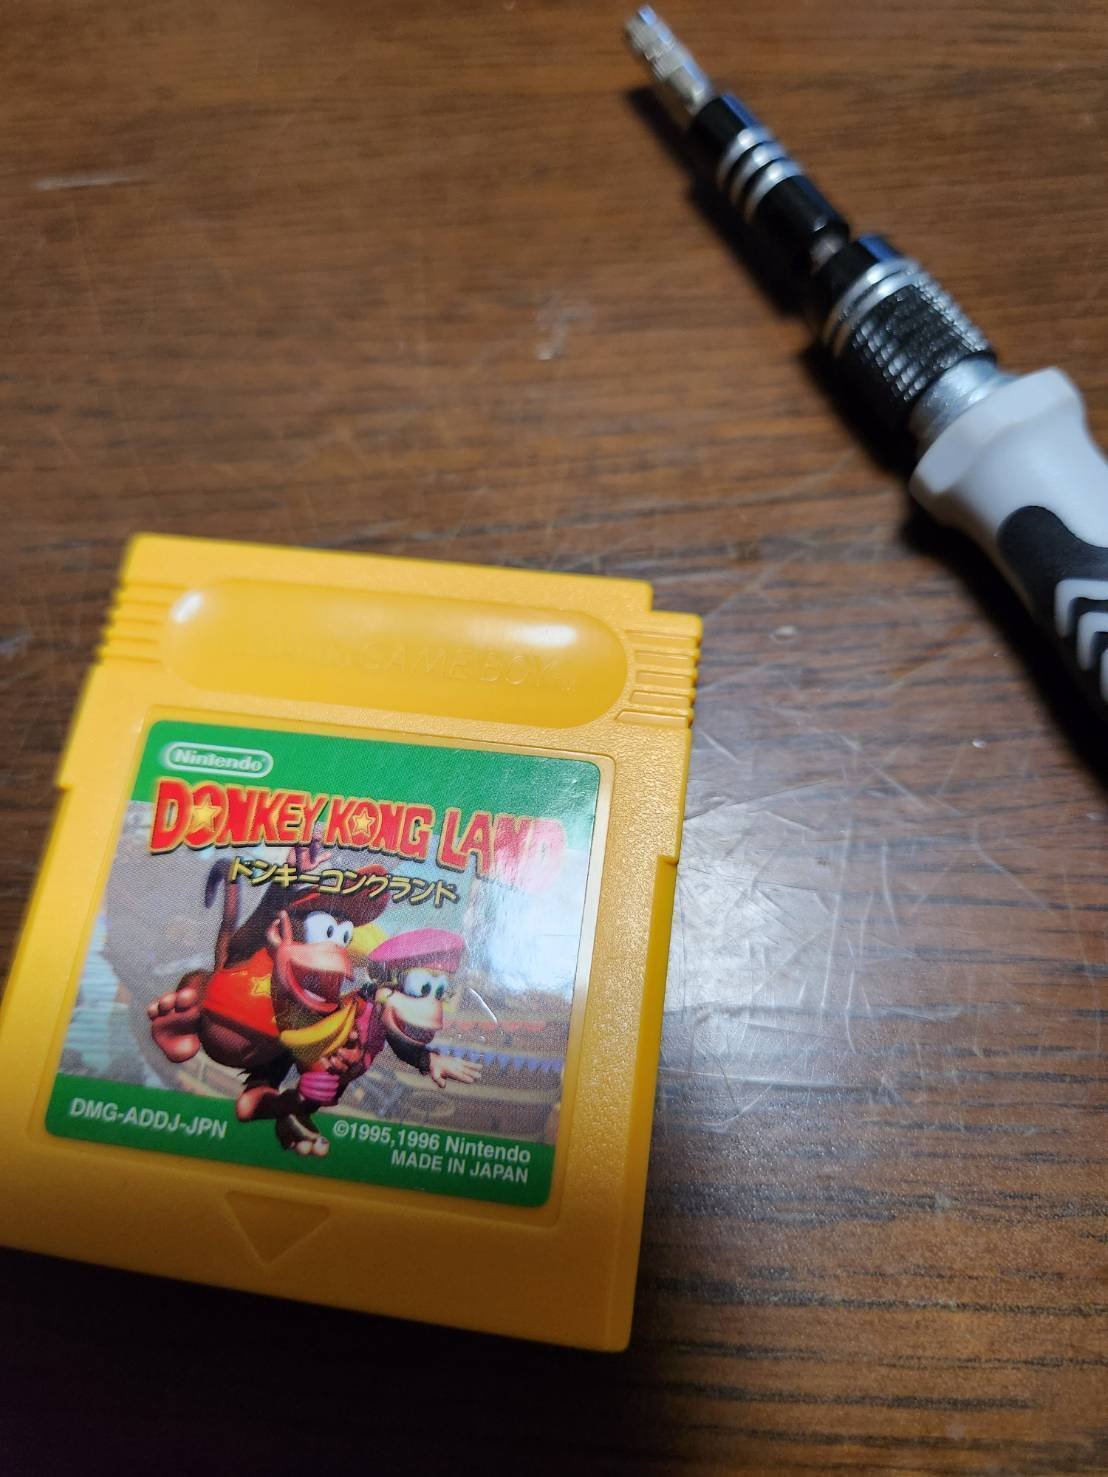 GAME BOY
Nintendo
DONKEY KONG LAND
ドンキーコングランド
DMG-ADDJ-JPN
©1995,1996 Nintendo
MADE IN JAPAN